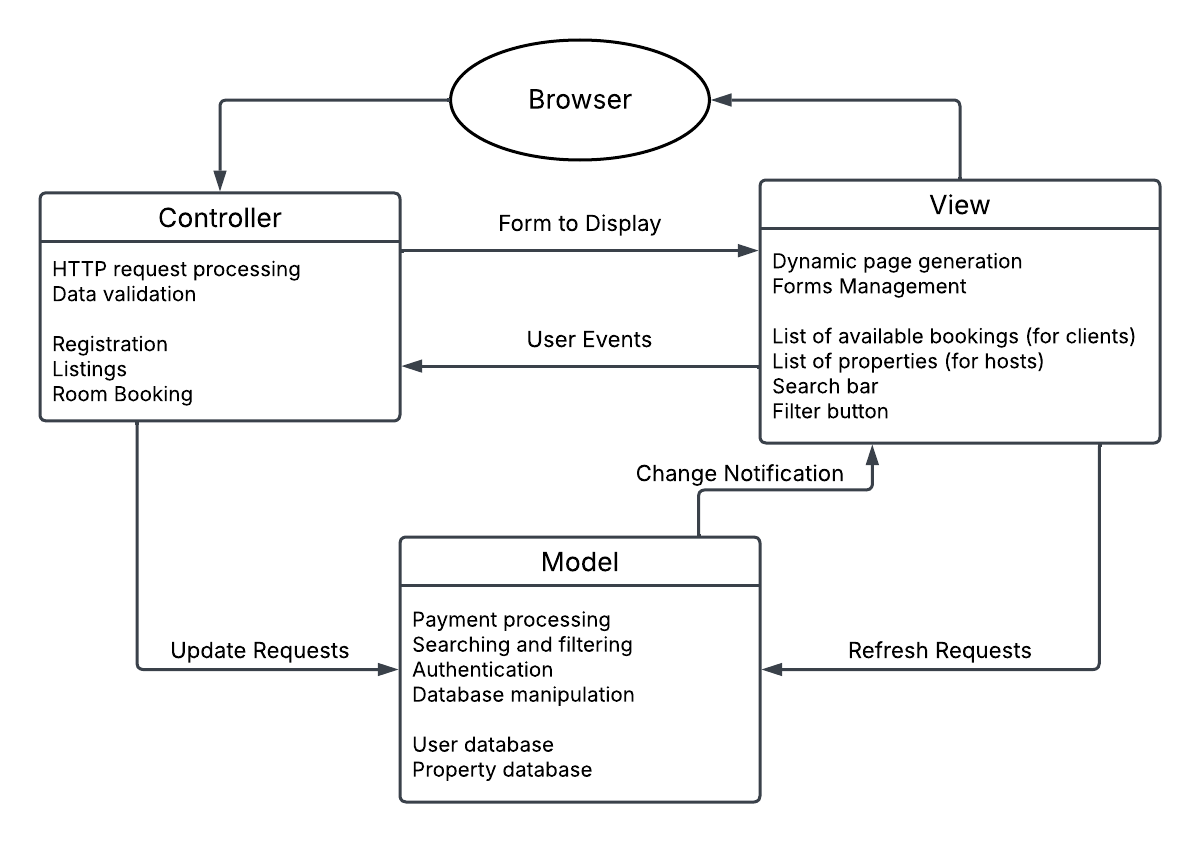 Browser
Controller
HTTP request processing
Data validation
Registration
Listings
Room Booking
Form to Display
User Events
View
Dynamic page generation
Forms Management
List of available bookings (for clients)
List of properties (for hosts)
Search bar
Filter button
Change Notification
Model
Payment processing
Searching and filtering
Authentication
Database manipulation
User database
Property database
Update Requests
Refresh Requests